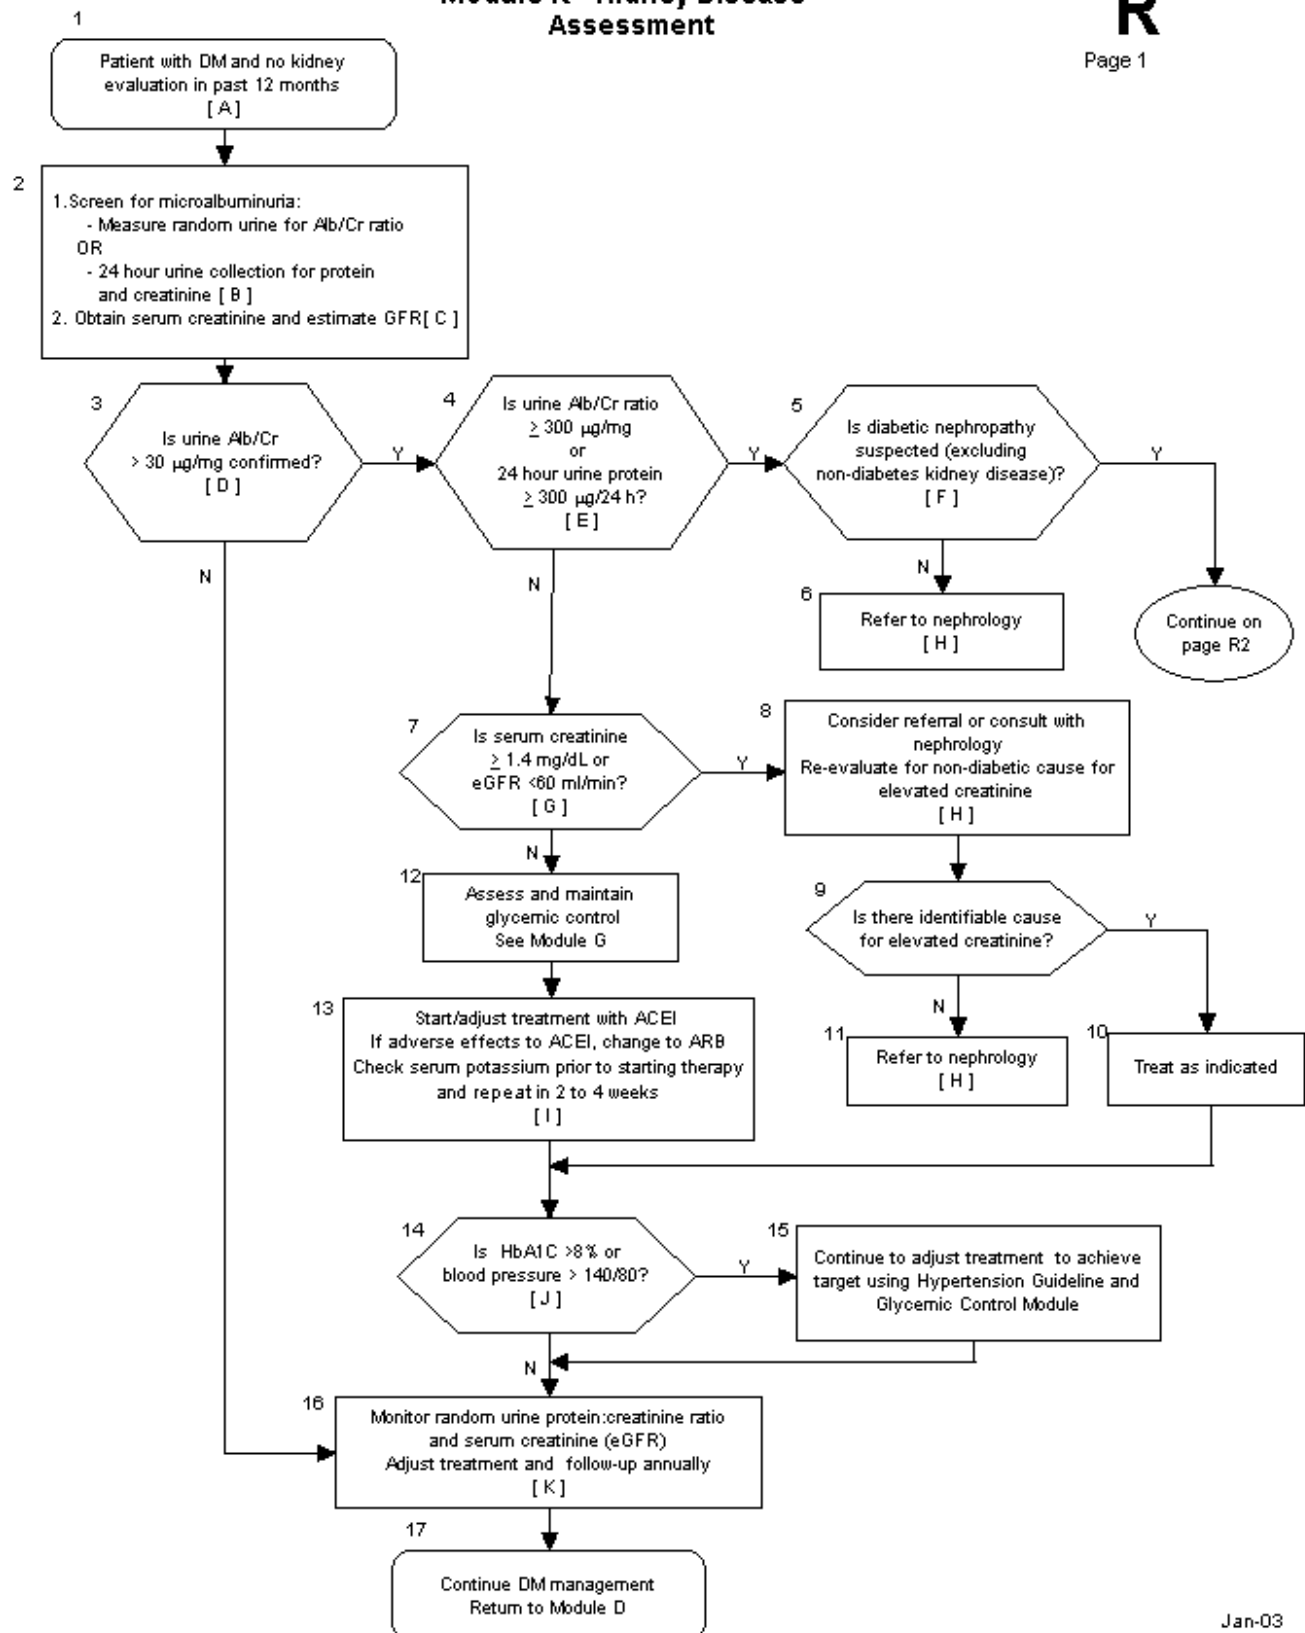 Assessment
R
Page 1
1
Patient with DM and no kidney
evaluation in past 12 months
[ A ]
2
1.Screen for microalbuminuria:
- Measure random urine for Alb/Cr ratio
OR
- 24 hour urine collection for protein
and creatinine [ B ]
2. Obtain serum creatinine and estimate GFR[ C ]
3
Is urine Alb/Cr
> 30 µg/mg confirmed?
[ D ]
Y
N
4
Is urine Alb/Cr ratio
≥ 300 µg/mg
or
24 hour urine protein
≥ 300 µg/24 h?
[ E ]
Y
N
5
Is diabetic nephropathy
suspected (excluding
non-diabetes kidney disease)?
[ F ]
Y
N
6
Refer to nephrology
[ H ]
Continue on
page R2
7
Is serum creatinine
≥ 1.4 mg/dL or
eGFR <60 ml/min?
[ G ]
Y
N
8
Consider referral or consult with
nephrology
Re-evaluate for non-diabetic cause for
elevated creatinine
[ H ]
9
Is there identifiable cause
for elevated creatinine?
Y
N
12
Assess and maintain
glycemic control
See Module G
13
Start/adjust treatment with ACEI
If adverse effects to ACEI, change to ARB
Check serum potassium prior to starting therapy
and repeat in 2 to 4 weeks
[ I ]
11
Refer to nephrology
[ H ]
10
Treat as indicated
14
Is HbA1C >8% or
blood pressure > 140/80?
[ J ]
Y
N
15
Continue to adjust treatment to achieve
target using Hypertension Guideline and
Glycemic Control Module
16
Monitor random urine protein:creatinine ratio
and serum creatinine (eGFR)
Adjust treatment and follow-up annually
[ K ]
17
Continue DM management
Return to Module D
Jan-03